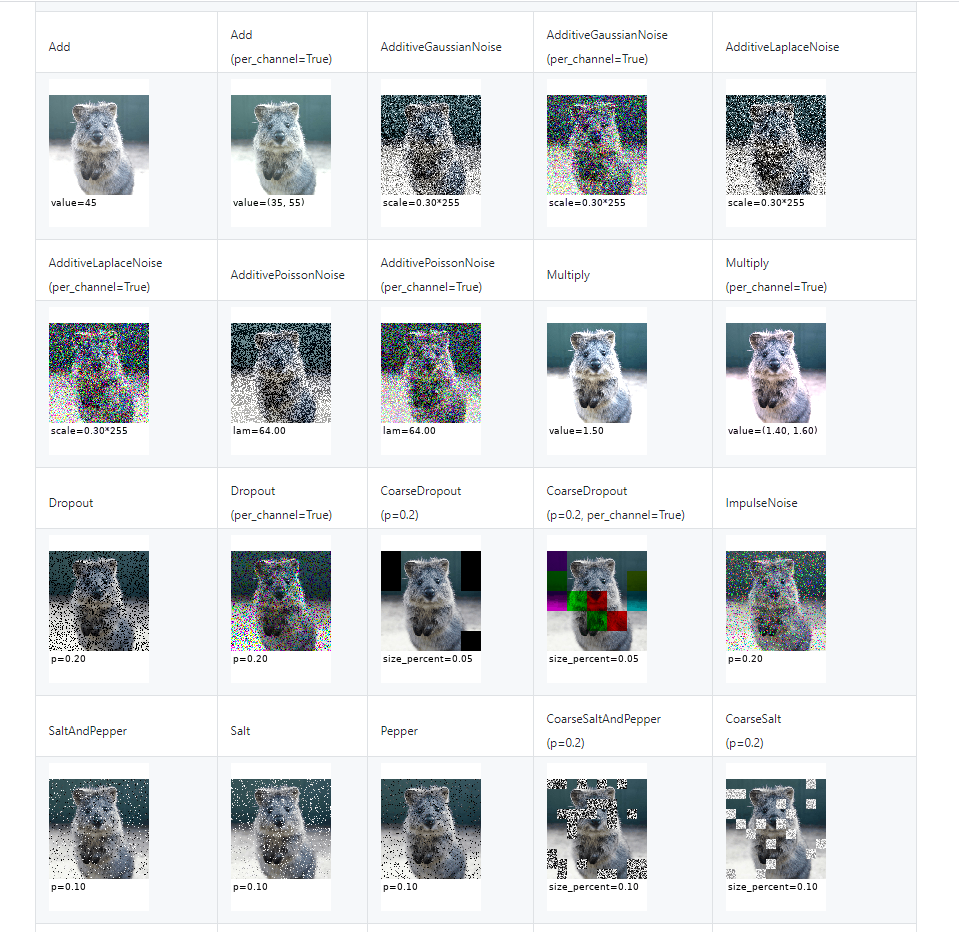 Add
Add
(per_channel=True)
AdditiveGaussianNoise
AdditiveGaussianNoise
(per_channel=True)
AdditiveLaplaceNoise
value=45
value=(35, 55)
scale=0.30*255
scale=0.30*255
scale=0.30*255
AdditiveLaplaceNoise
(per_channel=True)
AdditivePoissonNoise
AdditivePoissonNoise
(per_channel=True)
Multiply
Multiply
(per_channel=True)
scale=0.30*255
lam=64.00
lam=64.00
value=1.50
value=(1.40, 1.60)
Dropout
Dropout
(per_channel=True)
CoarseDropout
(p=0.2)
CoarseDropout
(p=0.2, per_channel=True)
ImpulseNoise
p=0.20
p=0.20
size_percent=0.05
size_percent=0.05
p=0.20
SaltAndPepper
Salt
Pepper
CoarseSaltAndPepper
(p=0.2)
CoarseSalt
(p=0.2)
p=0.10
p=0.10
p=0.10
size_percent=0.10
size_percent=0.10